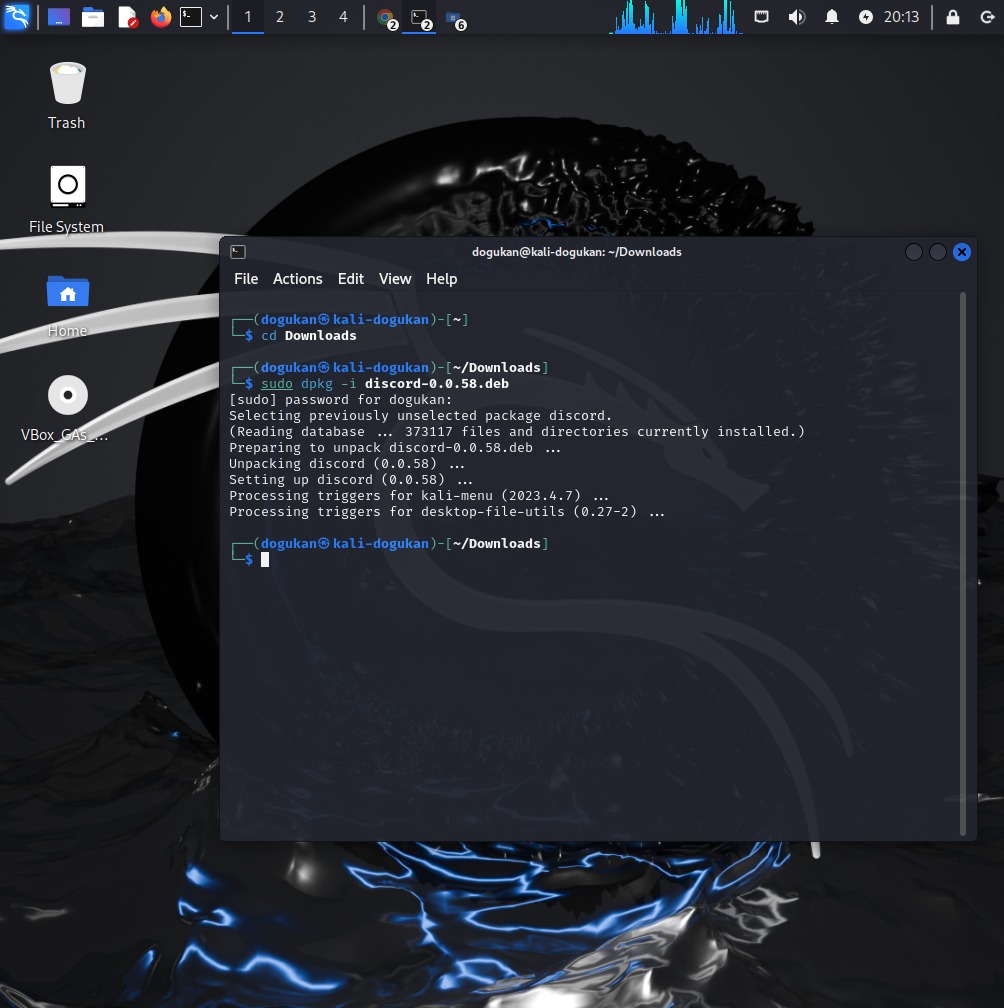 1 2 3 4 2 2 6 20:13
Trash
File System
Home
VBox_GAs_...
dogukan@kali-dogukan: ~/Downloads
File Actions Edit View Help
┌──(dogukan㉿kali-dogukan)-[~]
└─$ cd Downloads
┌──(dogukan㉿kali-dogukan)-[~/Downloads]
└─$ sudo dpkg -i discord-0.0.58.deb
[sudo] password for dogukan:
Selecting previously unselected package discord.
(Reading database ... 373117 files and directories currently installed.)
Preparing to unpack discord-0.0.58.deb ...
Unpacking discord (0.0.58) ...
Setting up discord (0.0.58) ...
Processing triggers for kali-menu (2023.4.7) ...
Processing triggers for desktop-file-utils (0.27-2) ...
┌──(dogukan㉿kali-dogukan)-[~/Downloads]
└─$